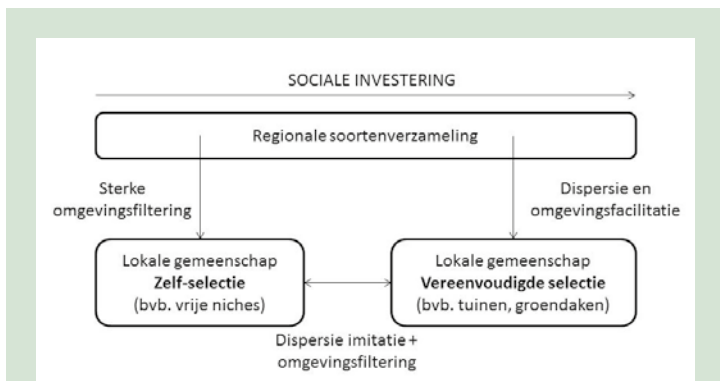 SOCIALE INVESTERING
Regionale soortenverzameling
Sterke
omgevingsfiltering
Dispersie en
omgevingsfacilitatie
Lokale gemeenschap
Zelf-selectie
(bvb. vrije niches)
Lokale gemeenschap
Vereenvoudigde selectie
(bvb. tuinen, groendaken)
Dispersie imitatie +
omgevingsfiltering